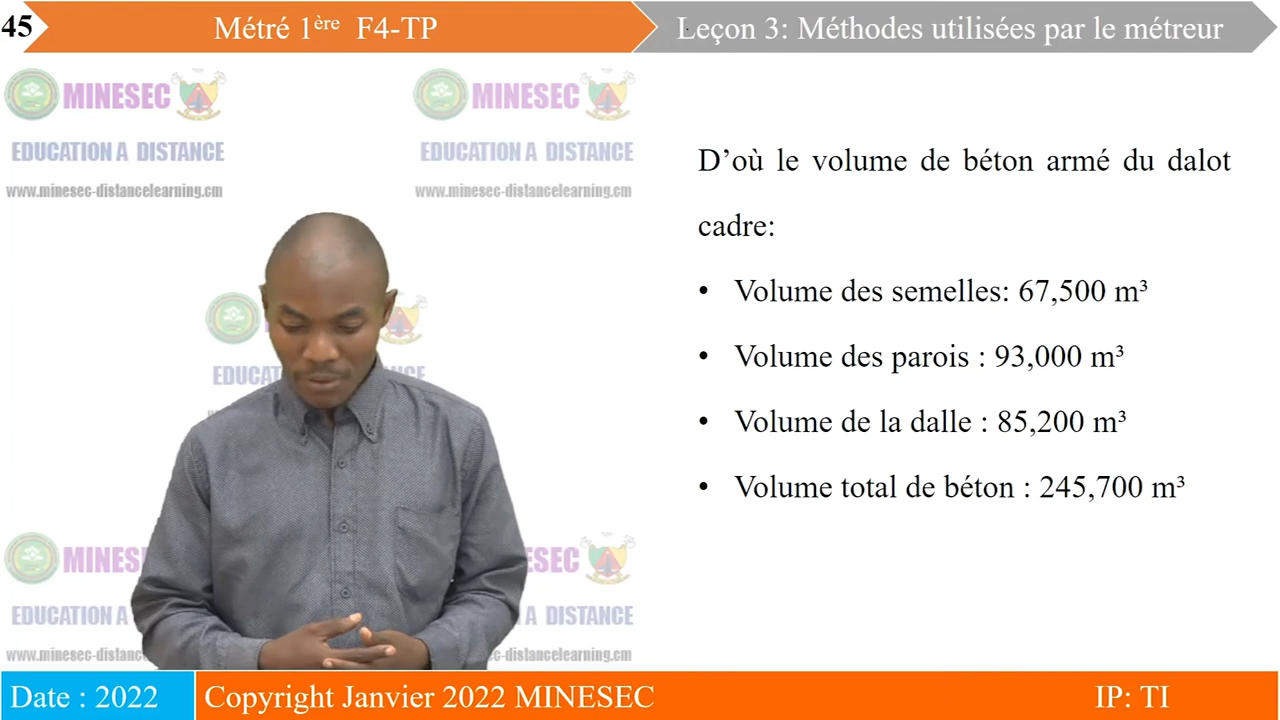 45
Métré 1ère F4-TP
Leçon 3: Méthodes utilisées par le métreur
MINESEC
MINESEC
EDUCATION A DISTANCE
EDUCATION A DISTANCE
www.minesec-distancelearning.cm
www.minesec-distancelearning.cm
D’où le volume de béton armé du dalot
cadre:
• Volume des semelles: 67,500 m³
• Volume des parois : 93,000 m³
• Volume de la dalle : 85,200 m³
• Volume total de béton : 245,700 m³
Date : 2022
Copyright Janvier 2022 MINESEC
IP: TI